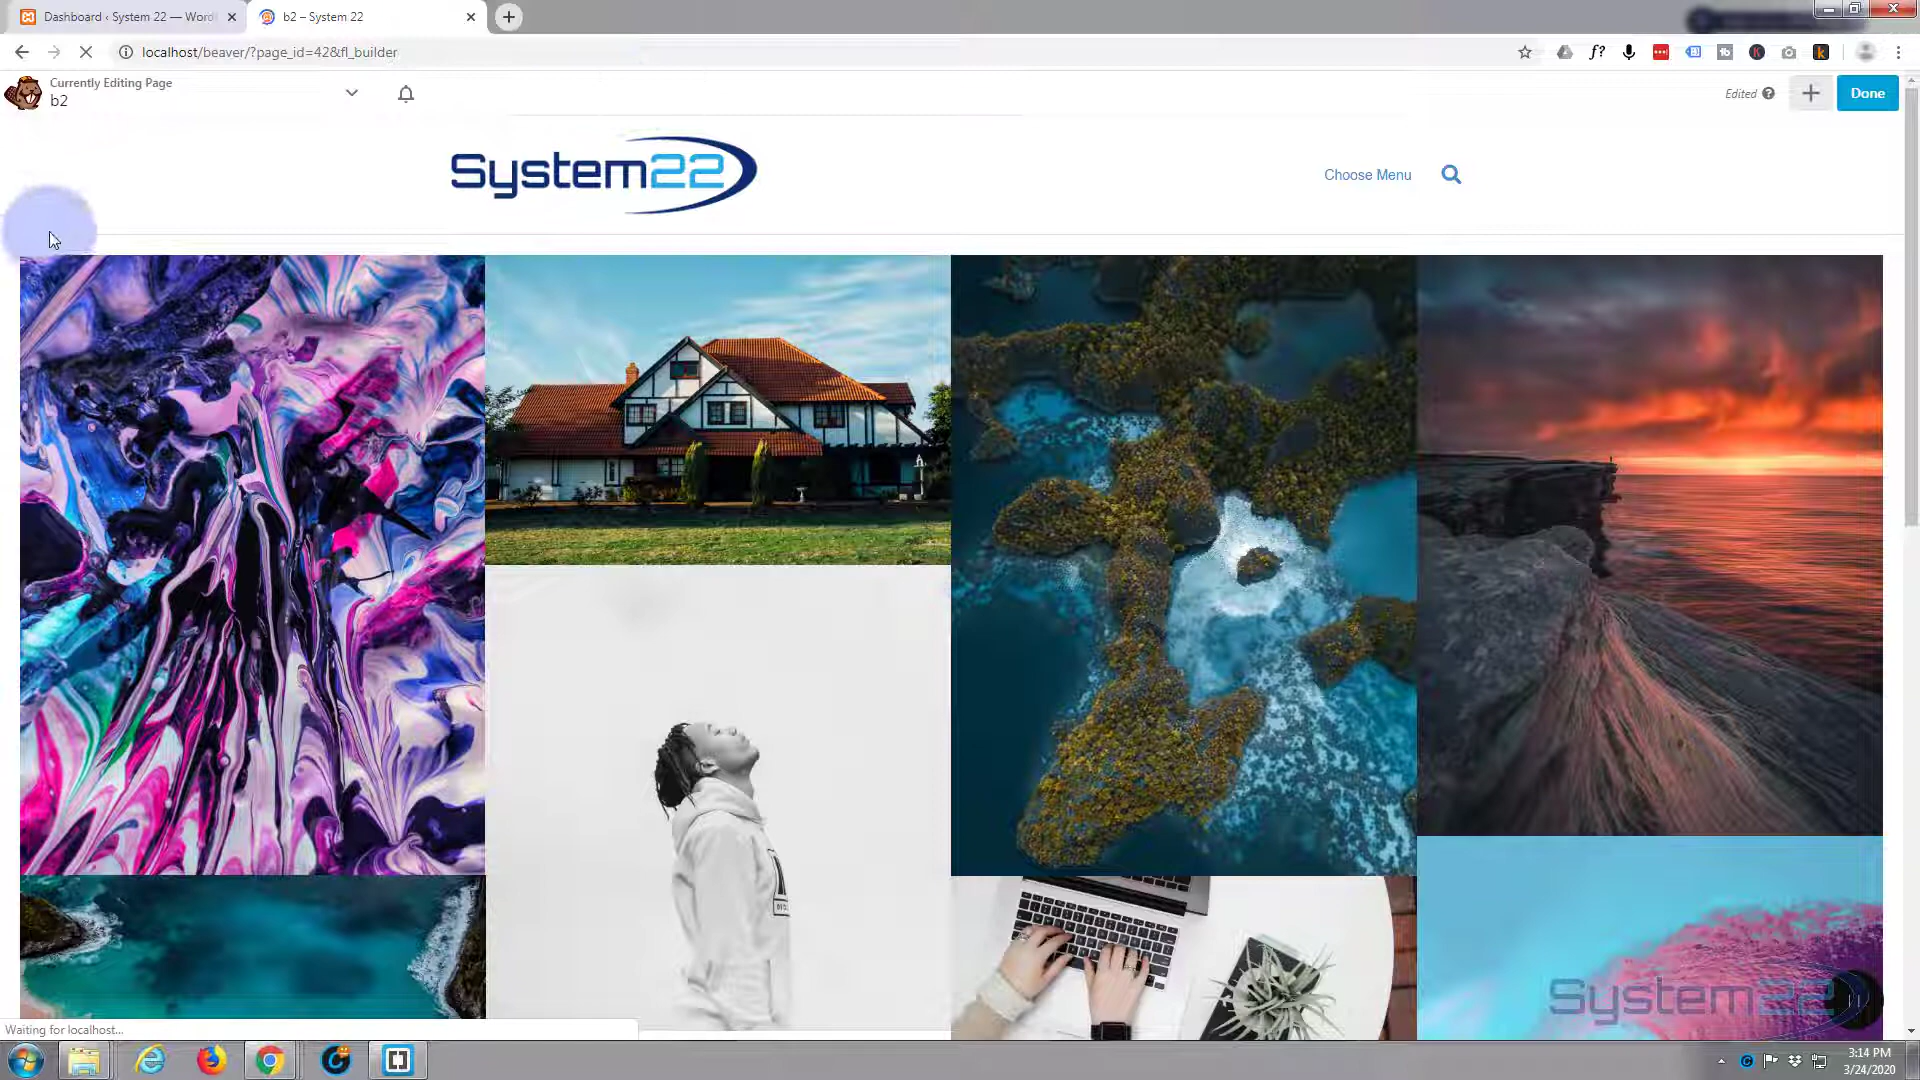 Dashboard ‹ System 22 — Word
b2 – System 22
localhost/beaver/?page_id=42&fl_builder
Currently Editing Page
b2
Edited
Done
System22
Choose Menu
System22
Waiting for localhost...
3:14 PM
3/24/2020